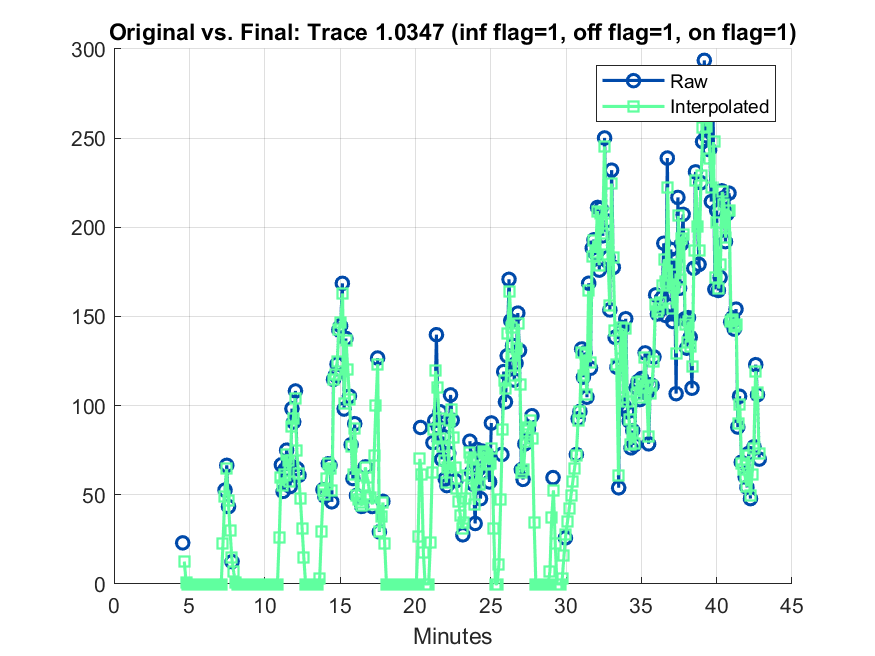 Original vs. Final: Trace 1.0347 (inf flag=1, off flag=1, on flag=1)
300
250
200
150
100
50
0
Raw
Interpolated
0 5 10 15 20 25 30 35 40 45
Minutes